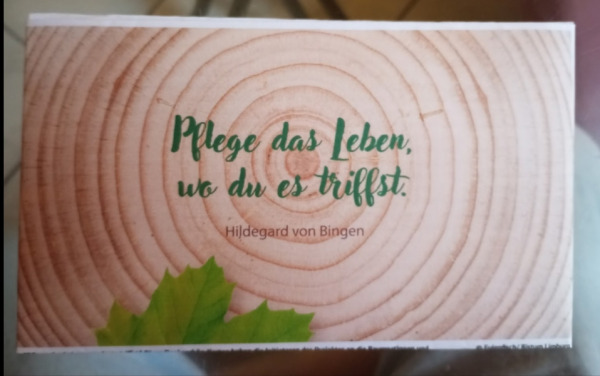 Pflege das Leben,
wo du es triffst.
Hildegard von Bingen